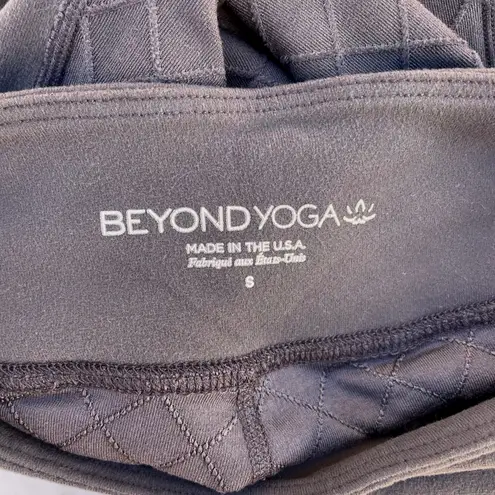 BEYOND YOGA
MADE IN THE U.S.A.
Fabriqué aux États-Unis
S